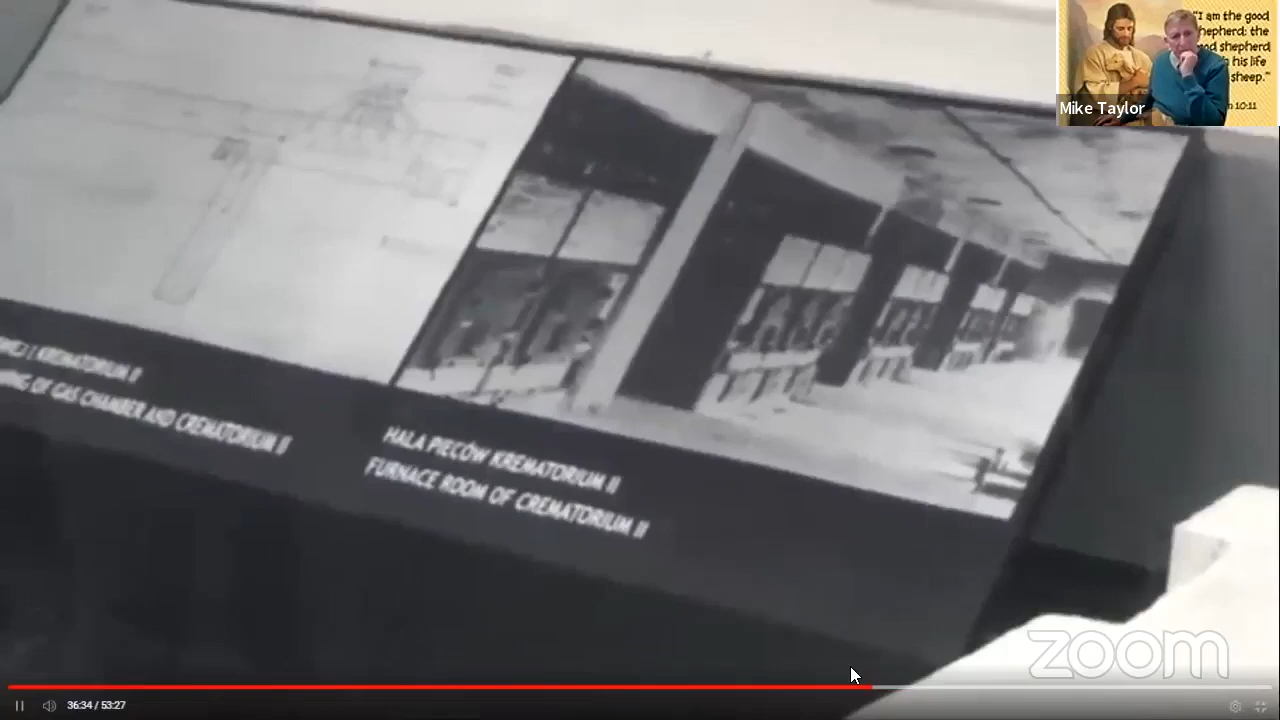 "I am the good
shepherd; the
shepherd
his life
sheep."
10:11
Mike Taylor
KREMATORIUM II
OF GAS CHAMBER AND CREMATORIUM II
HALA PIECÓW KREMATORIUM II
FURNACE ROOM OF CREMATORIUM II
zoom
36:34 / 53:27